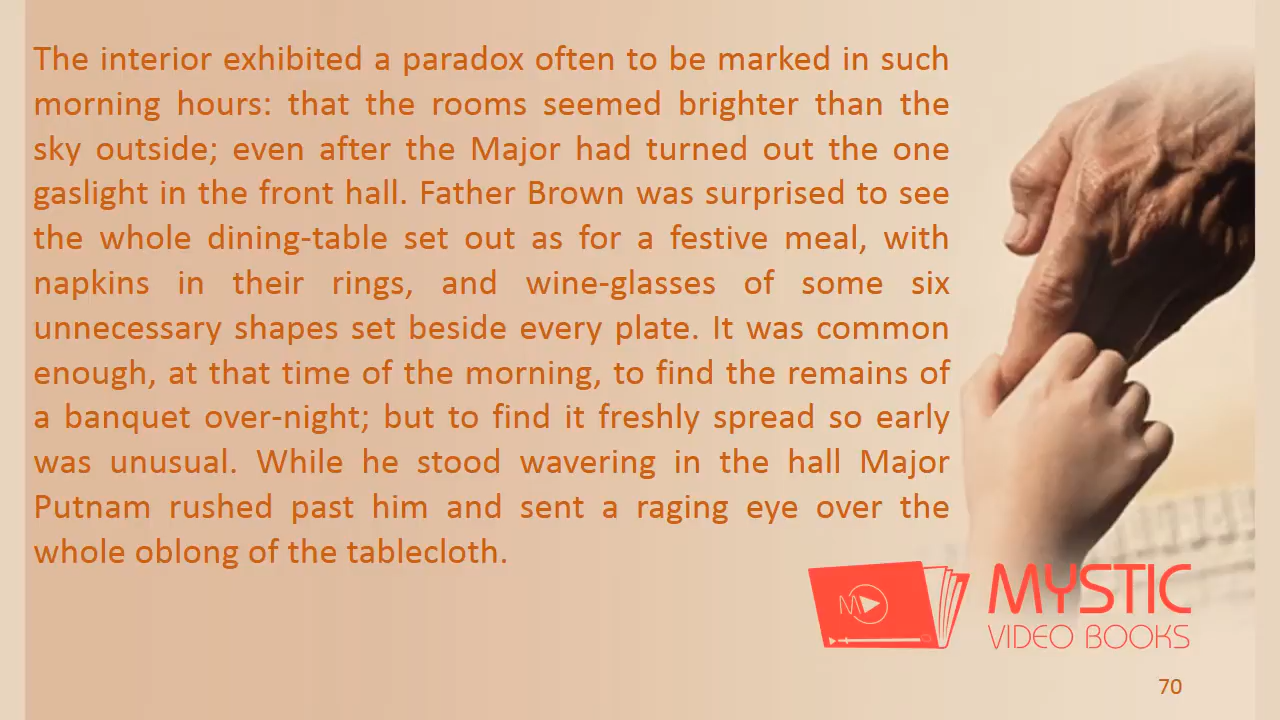 The interior exhibited a paradox often to be marked in such
morning hours: that the rooms seemed brighter than the
sky outside; even after the Major had turned out the one
gaslight in the front hall. Father Brown was surprised to see
the whole dining-table set out as for a festive meal, with
napkins in their rings, and wine-glasses of some six
unnecessary shapes set beside every plate. It was common
enough, at that time of the morning, to find the remains of
a banquet over-night; but to find it freshly spread so early
was unusual. While he stood wavering in the hall Major
Putnam rushed past him and sent a raging eye over the
whole oblong of the tablecloth.
MYSTIC
VIDEO BOOKS
70